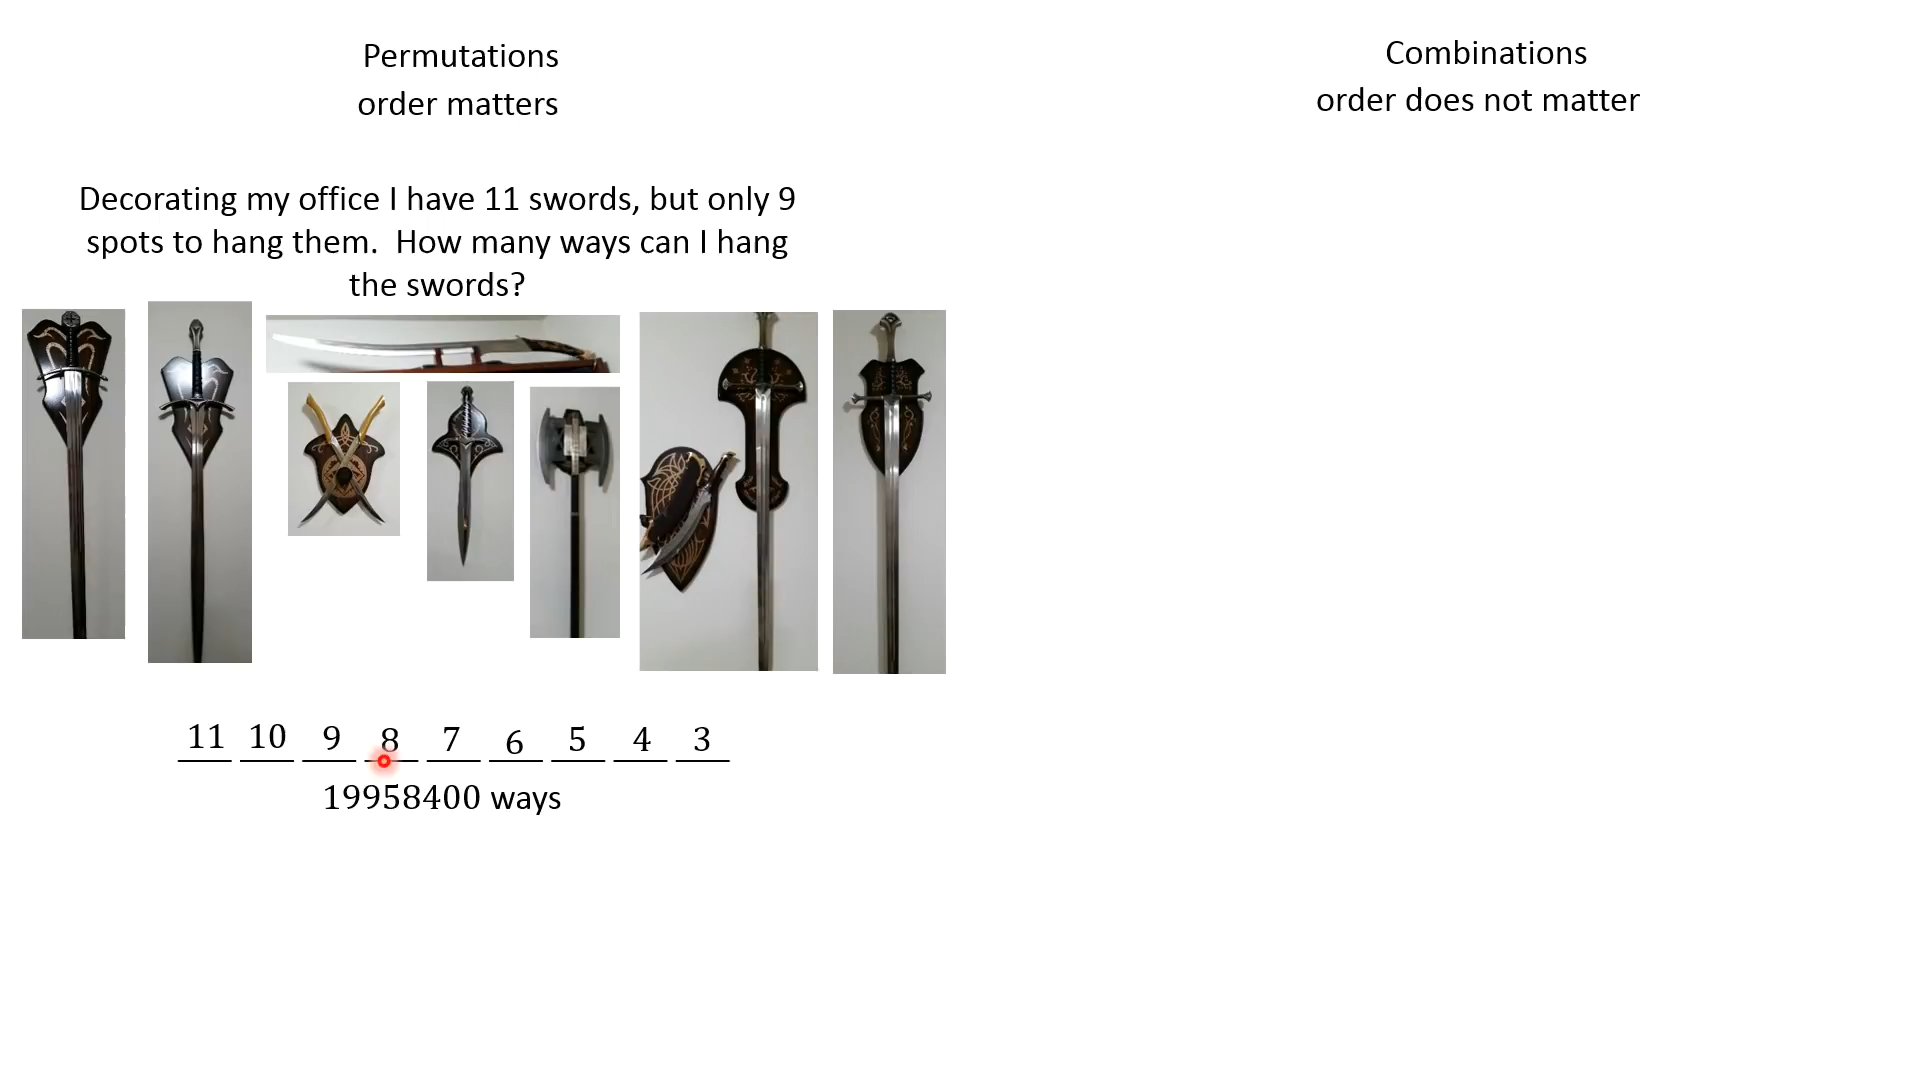 Permutations
order matters
Combinations
order does not matter
Decorating my office I have 11 swords, but only 9
spots to hang them.  How many ways can I hang
the swords?
11 10 9 8 7 6 5 4 3
19958400 ways